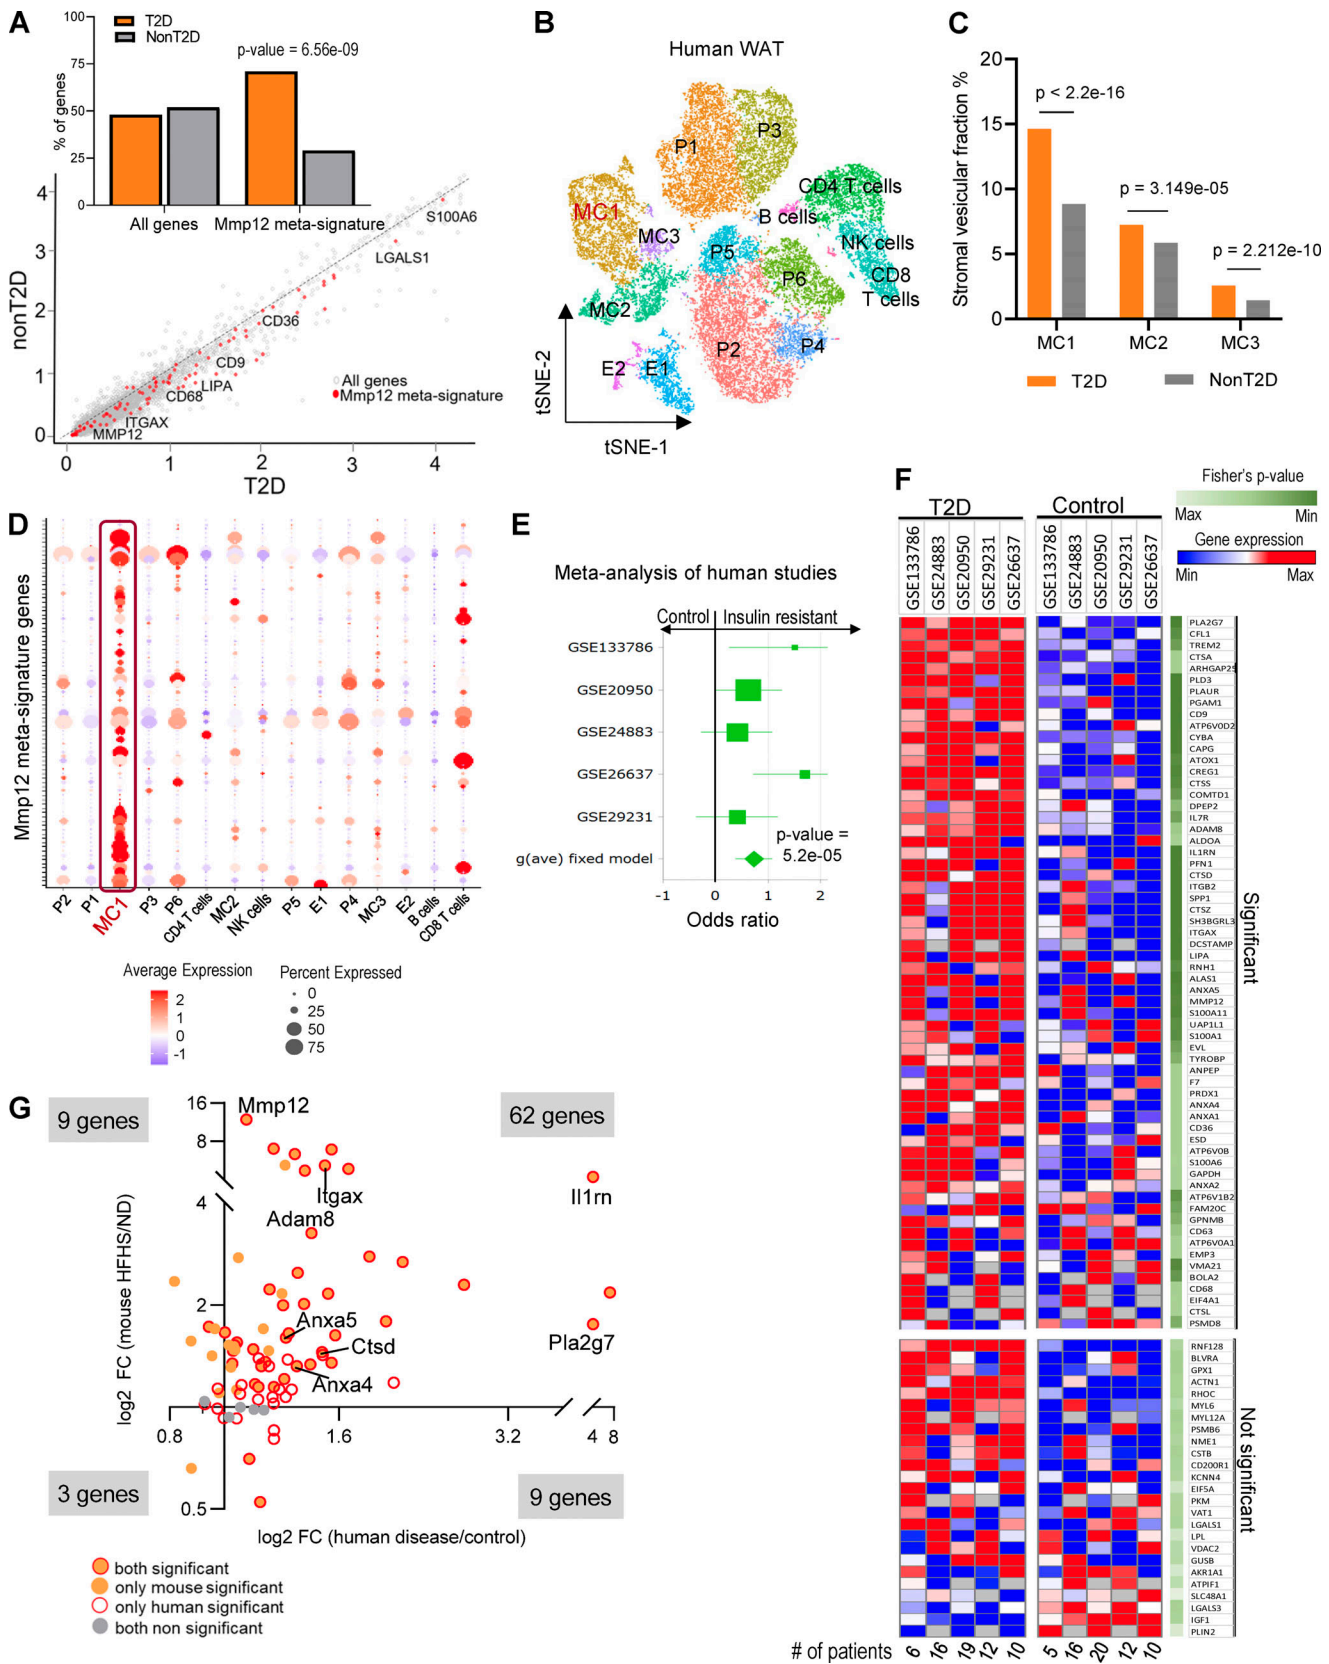 A
100
75
50
25
0
% of genes
T2D
NonT2D
p-value = 6.56e-09
All genes
Mmp12 meta-signature
4
3
2
1
0
nonT2D
S100A6
LGALS1
CD36
CD9
LIPA
CD68
ITGAX
MMP12
All genes
Mmp12 meta-signature
0
1
2
3
4
T2D
B
Human WAT
P1
P3
CD4 T cells
MC1
B cells
MC3
NK cells
P5
P6
CD8
T cells
MC2
P2
P4
E2
E1
tSNE-2
tSNE-1
C
Stromal vesicular fraction %
20
15
10
5
0
p < 2.2e-16
p = 3.149e-05
p = 2.212e-10
MC1
MC2
MC3
T2D
NonT2D
D
Mmp12 meta-signature genes
P2
P1
MC1
P3
P6
CD4 T cells
MC2
NK cells
P5
E1
P4
MC3
E2
B cells
CD8 T cells
Average Expression
2
1
0
-1
Percent Expressed
0
25
50
75
E
Meta-analysis of human studies
Control
Insulin resistant
GSE133786
GSE20950
GSE24883
GSE26637
GSE29231
g(ave) fixed model
p-value =
5.2e-05
-1
0
1
2
Odds ratio
F
Fisher's p-value
Max
Min
Gene expression
Min
Max
T2D
Control
GSE133786
GSE24883
GSE20950
GSE29231
GSE26637
GSE133786
GSE24883
GSE20950
GSE29231
GSE26637
PLA2G7
CFL1
TREM2
CTSA
ARHGAP25
PLD3
PLAUR
PGAM1
CD9
ATP6V0D2
CYBA
CAPG
ATOX1
CREG1
CTSS
COMTD1
DPEP2
IL7R
ADAM8
ALDOA
IL1RN
PFN1
CTSD
ITGB2
SPP1
CTSZ
SH3BGRL3
ITGAX
DCSTAMP
LIPA
RNH1
ALAS1
ANXA5
MMP12
S100A11
UAP1L1
S100A1
EVL
TYROBP
ANPEP
F7
PRDX1
ANXA4
ANXA1
CD36
ESD
ATP6V0B
S100A6
GAPDH
ANXA2
ATP6V1B2
FAM20C
GPNMB
CD63
ATP6V0A1
EMP3
VMA21
BOLA2
CD68
EIF4A1
CTSL
PSMD8
Significant
RNF128
BLVRA
GPX1
ACTN1
RHOC
MYL6
MYL12A
PSMB6
NME1
CSTB
CD200R1
KCNN4
EIF5A
PKM
VAT1
LGALS1
LPL
VDAC2
GUSB
AKR1A1
ATPIF1
SLC48A1
LGALS3
IGF1
PLIN2
Not significant
# of patients
6
16
19
12
10
5
16
20
12
10
G
9 genes
62 genes
3 genes
9 genes
16
8
4
2
0.5
log2 FC (mouse HFHS/ND)
Mmp12
Itgax
Il1rn
Adam8
Anxa5
Ctsd
Anxa4
Pla2g7
0.8
1.6
3.2
4
8
log2 FC (human disease/control)
both significant
only mouse significant
only human significant
both non significant